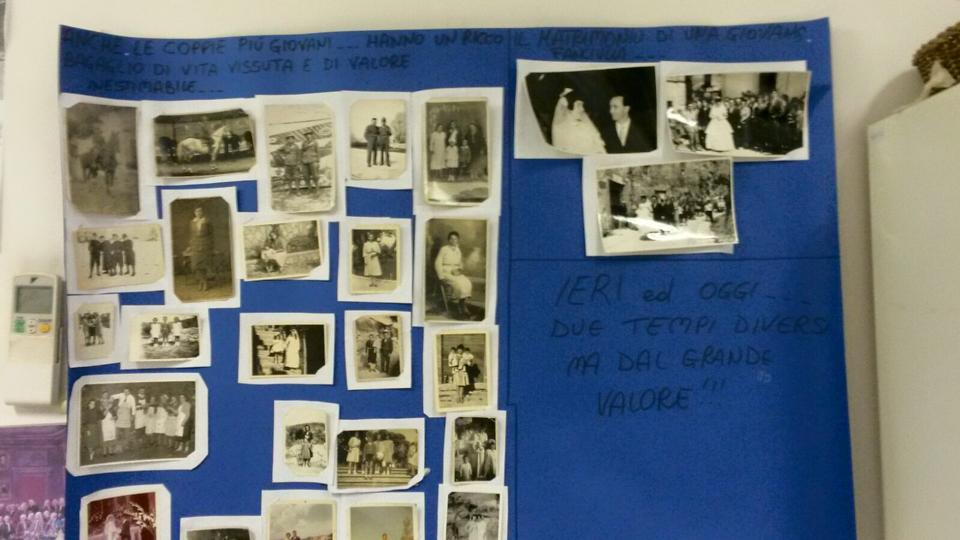 ANCHE LE COPPIE PIÙ GIOVANI... HANNO UN RICCO
BAGAGLIO DI VITA VISSUTA E DI VALORE
INESTIMABILE...
IL MATRIMONIO DI UNA GIOVANE
FANCIULLA...
IERI ed OGGI...
DUE TEMPI DIVERSI
MA DAL GRANDE
VALORE!!!